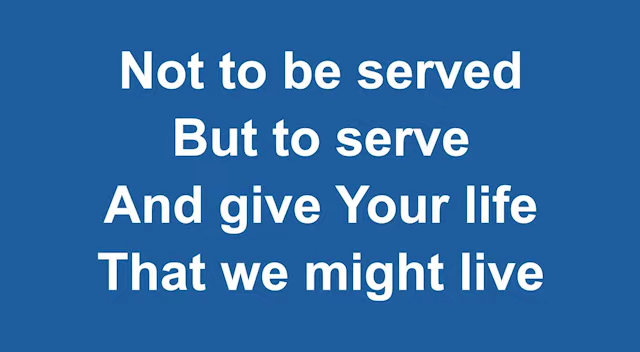 Not to be served
But to serve
And give Your life
That we might live